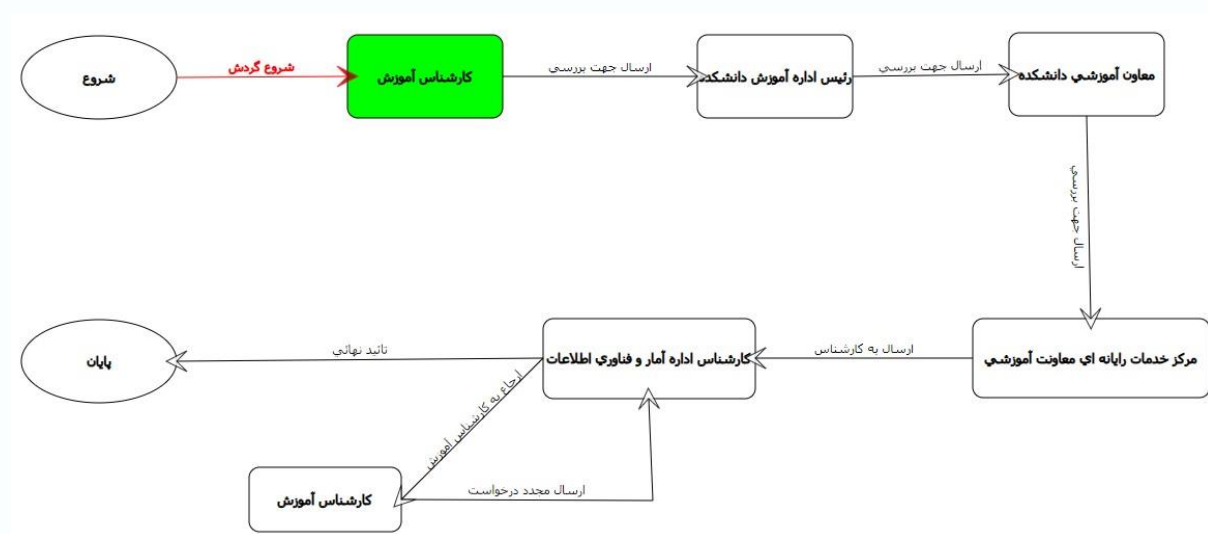 شروع
شروع گردش
كارشناس آموزش
ارسال جهت بررسي
رئيس اداره آموزش دانشكده
ارسال جهت بررسي
معاون آموزشي دانشكده
ارسال جهت بررسي
مركز خدمات رايانه اي معاونت آموزشي
ارسال به كارشناس
كارشناس اداره آمار و فناوري اطلاعات
تائيد نهائي
پايان
ارجاع به كارشناس آموزش
ارسال مجدد درخواست
كارشناس آموزش